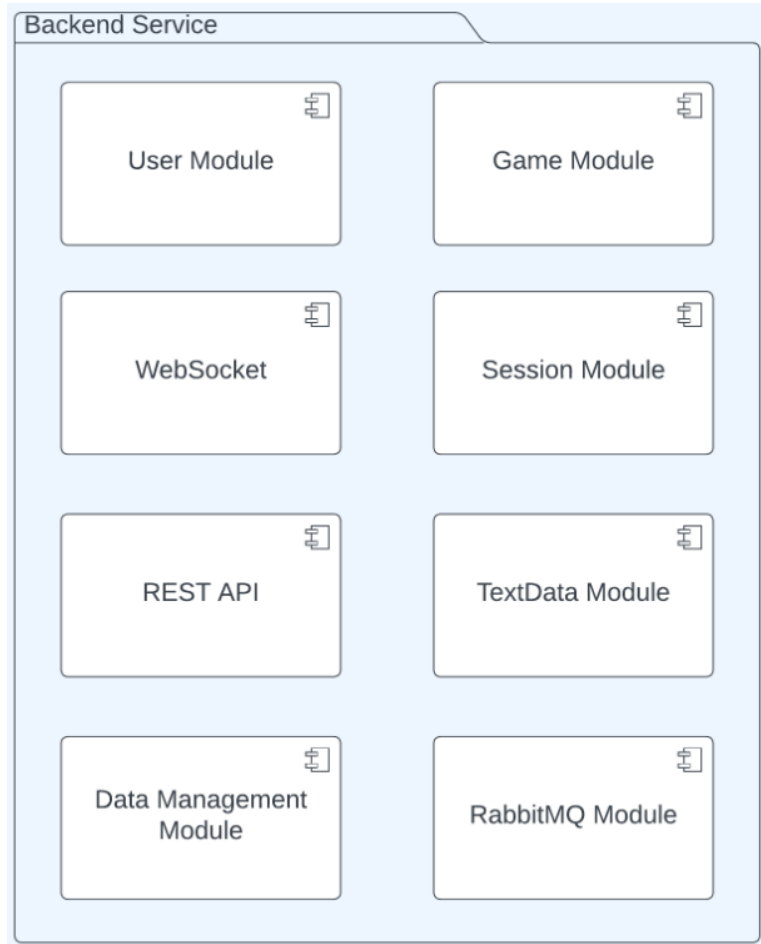 Backend Service
User Module
Game Module
WebSocket
Session Module
REST API
TextData Module
Data Management
Module
RabbitMQ Module